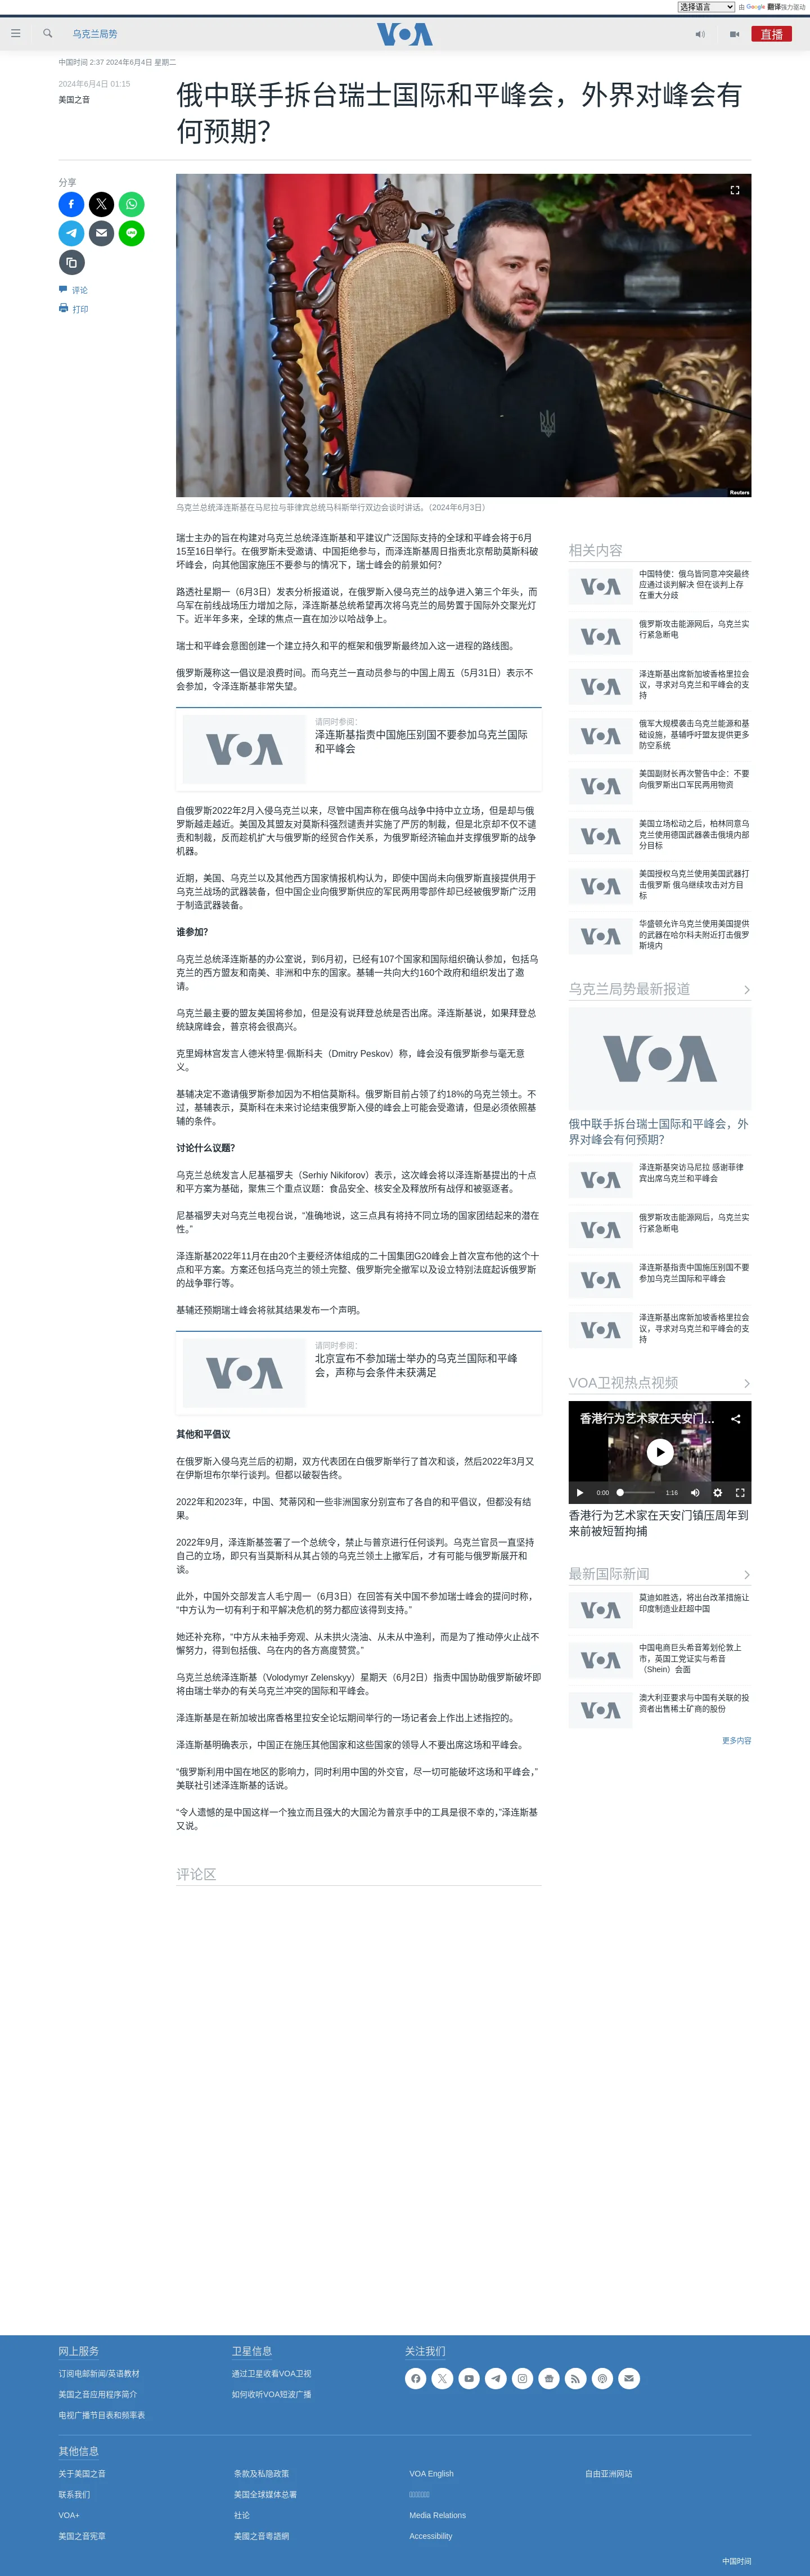 选择语言 由 Google 翻译强力驱动
乌克兰局势
VOA
直播
中国时间 2:37 2024年6月4日 星期二
2024年6月4日 01:15
美国之音
俄中联手拆台瑞士国际和平峰会，外界对峰会有
何预期？
分享
评论
打印
Reuters
乌克兰总统泽连斯基在马尼拉与菲律宾总统马科斯举行双边会谈时讲话。（2024年6月3日）
瑞士主办的旨在构建对乌克兰总统泽连斯基和平建议广泛国际支持的全球和平峰会将于6月
15至16日举行。在俄罗斯未受邀请、中国拒绝参与，而泽连斯基周日指责北京帮助莫斯科破
坏峰会，向其他国家施压不要参与的情况下，瑞士峰会的前景如何？
路透社星期一（6月3日）发表分析报道说，在俄罗斯入侵乌克兰的战争进入第三个年头，而
乌军在前线战场压力增加之际，泽连斯基总统希望再次将乌克兰的局势置于国际外交聚光灯
下。近半年多来，全球的焦点一直在加沙以哈战争上。
瑞士和平峰会意图创建一个建立持久和平的框架和俄罗斯最终加入这一进程的路线图。
俄罗斯蔑称这一倡议是浪费时间。而乌克兰一直动员参与的中国上周五（5月31日）表示不
会参加，令泽连斯基非常失望。
VOA
请同时参阅：
泽连斯基指责中国施压别国不要参加乌克兰国际
和平峰会
自俄罗斯2022年2月入侵乌克兰以来，尽管中国声称在俄乌战争中持中立立场，但是却与俄
罗斯越走越近。美国及其盟友对莫斯科强烈谴责并实施了严厉的制裁，但是北京却不仅不谴
责和制裁，反而趁机扩大与俄罗斯的经贸合作关系，为俄罗斯经济输血并支撑俄罗斯的战争
机器。
近期，美国、乌克兰以及其他西方国家情报机构认为，即使中国尚未向俄罗斯直接提供用于
乌克兰战场的武器装备，但中国企业向俄罗斯供应的军民两用零部件却已经被俄罗斯广泛用
于制造武器装备。
谁参加？
乌克兰总统泽连斯基的办公室说，到6月初，已经有107个国家和国际组织确认参加，包括乌
克兰的西方盟友和南美、非洲和中东的国家。基辅一共向大约160个政府和组织发出了邀
请。
乌克兰最主要的盟友美国将参加，但是没有说拜登总统是否出席。泽连斯基说，如果拜登总
统缺席峰会，普京将会很高兴。
克里姆林宫发言人德米特里·佩斯科夫（Dmitry Peskov）称，峰会没有俄罗斯参与毫无意
义。
基辅决定不邀请俄罗斯参加因为不相信莫斯科。俄罗斯目前占领了约18%的乌克兰领土。不
过，基辅表示，莫斯科在未来讨论结束俄罗斯入侵的峰会上可能会受邀请，但是必须依照基
辅的条件。
讨论什么议题？
乌克兰总统发言人尼基福罗夫（Serhiy Nikiforov）表示，这次峰会将以泽连斯基提出的十点
和平方案为基础，聚焦三个重点议题：食品安全、核安全及释放所有战俘和被驱逐者。
尼基福罗夫对乌克兰电视台说，“准确地说，这三点具有将持不同立场的国家团结起来的潜在
性。”
泽连斯基2022年11月在由20个主要经济体组成的二十国集团G20峰会上首次宣布他的这个十
点和平方案。方案还包括乌克兰的领土完整、俄罗斯完全撤军以及设立特别法庭起诉俄罗斯
的战争罪行等。
基辅还预期瑞士峰会将就其结果发布一个声明。
VOA
请同时参阅：
北京宣布不参加瑞士举办的乌克兰国际和平峰
会，声称与会条件未获满足
其他和平倡议
在俄罗斯入侵乌克兰后的初期，双方代表团在白俄罗斯举行了首次和谈，然后2022年3月又
在伊斯坦布尔举行谈判。但都以破裂告终。
2022年和2023年，中国、梵蒂冈和一些非洲国家分别宣布了各自的和平倡议，但都没有结
果。
2022年9月，泽连斯基签署了一个总统令，禁止与普京进行任何谈判。乌克兰官员一直坚持
自己的立场，即只有当莫斯科从其占领的乌克兰领土上撤军后，才有可能与俄罗斯展开和
谈。
此外，中国外交部发言人毛宁周一（6月3日）在回答有关中国不参加瑞士峰会的提问时称，
“中方认为一切有利于和平解决危机的努力都应该得到支持。”
她还补充称，“中方从未袖手旁观、从未拱火浇油、从未从中渔利，而是为了推动停火止战不
懈努力，得到包括俄、乌在内的各方高度赞赏。”
乌克兰总统泽连斯基（Volodymyr Zelenskyy）星期天（6月2日）指责中国协助俄罗斯破坏即
将由瑞士举办的有关乌克兰冲突的国际和平峰会。
泽连斯基是在新加坡出席香格里拉安全论坛期间举行的一场记者会上作出上述指控的。
泽连斯基明确表示，中国正在施压其他国家和这些国家的领导人不要出席这场和平峰会。
“俄罗斯利用中国在地区的影响力，同时利用中国的外交官，尽一切可能破坏这场和平峰会，”
美联社引述泽连斯基的话说。
“令人遗憾的是中国这样一个独立而且强大的大国沦为普京手中的工具是很不幸的，”泽连斯基
又说。
评论区
相关内容
VOA
中国特使：俄乌皆同意冲突最终
应通过谈判解决 但在谈判上存
在重大分歧
VOA
俄罗斯攻击能源网后，乌克兰实
行紧急断电
VOA
泽连斯基出席新加坡香格里拉会
议，寻求对乌克兰和平峰会的支
持
VOA
俄军大规模袭击乌克兰能源和基
础设施，基辅呼吁盟友提供更多
防空系统
VOA
美国副财长再次警告中企：不要
向俄罗斯出口军民两用物资
VOA
美国立场松动之后，柏林同意乌
克兰使用德国武器袭击俄境内部
分目标
VOA
美国授权乌克兰使用美国武器打
击俄罗斯 俄乌继续攻击对方目
标
VOA
华盛顿允许乌克兰使用美国提供
的武器在哈尔科夫附近打击俄罗
斯境内
乌克兰局势最新报道
VOA
俄中联手拆台瑞士国际和平峰会，外
界对峰会有何预期？
VOA
泽连斯基突访马尼拉 感谢菲律
宾出席乌克兰和平峰会
VOA
俄罗斯攻击能源网后，乌克兰实
行紧急断电
VOA
泽连斯基指责中国施压别国不要
参加乌克兰国际和平峰会
VOA
泽连斯基出席新加坡香格里拉会
议，寻求对乌克兰和平峰会的支
持
VOA卫视热点视频
香港行为艺术家在天安门…
0:00 1:16
香港行为艺术家在天安门镇压周年到
来前被短暂拘捕
最新国际新闻
VOA
莫迪如胜选，将出台改革措施让
印度制造业赶超中国
VOA
中国电商巨头希音筹划伦敦上
市，英国工党证实与希音
（Shein）会面
VOA
澳大利亚要求与中国有关联的投
资者出售稀土矿商的股份
更多内容
网上服务
订阅电邮新闻/英语教材
美国之音应用程序简介
电视广播节目表和频率表
卫星信息
通过卫星收看VOA卫视
如何收听VOA短波广播
关注我们
其他信息
关于美国之音
联系我们
VOA+
美国之音宪章
条款及私隐政策
美国全球媒体总署
社论
美國之音粵語網
VOA English
Media Relations
Accessibility
自由亚洲网站
中国时间